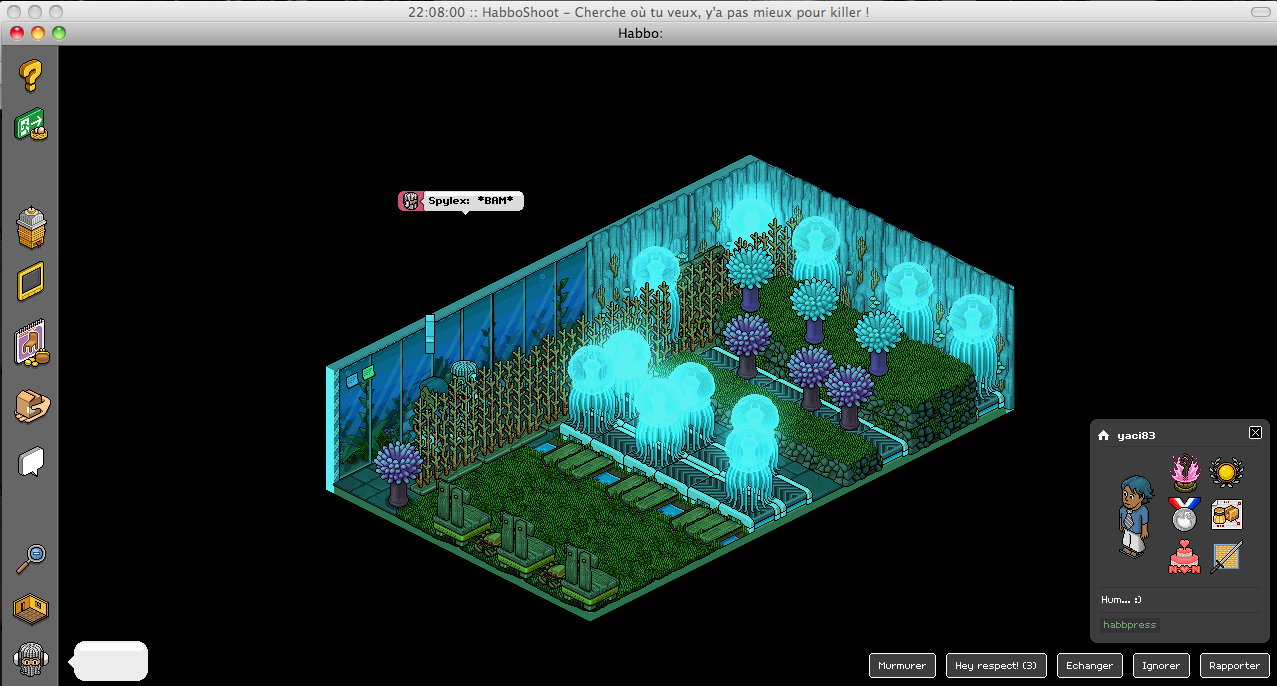 22:08:00 :: HabboShoot - Cherche où tu veux, y'a pas mieux pour killer !
Habbo:
Spylex: *BAM*
yaci83
Hum... :)
habbpress
Murmurer
Hey respect! (3)
Echanger
Ignorer
Rapporter